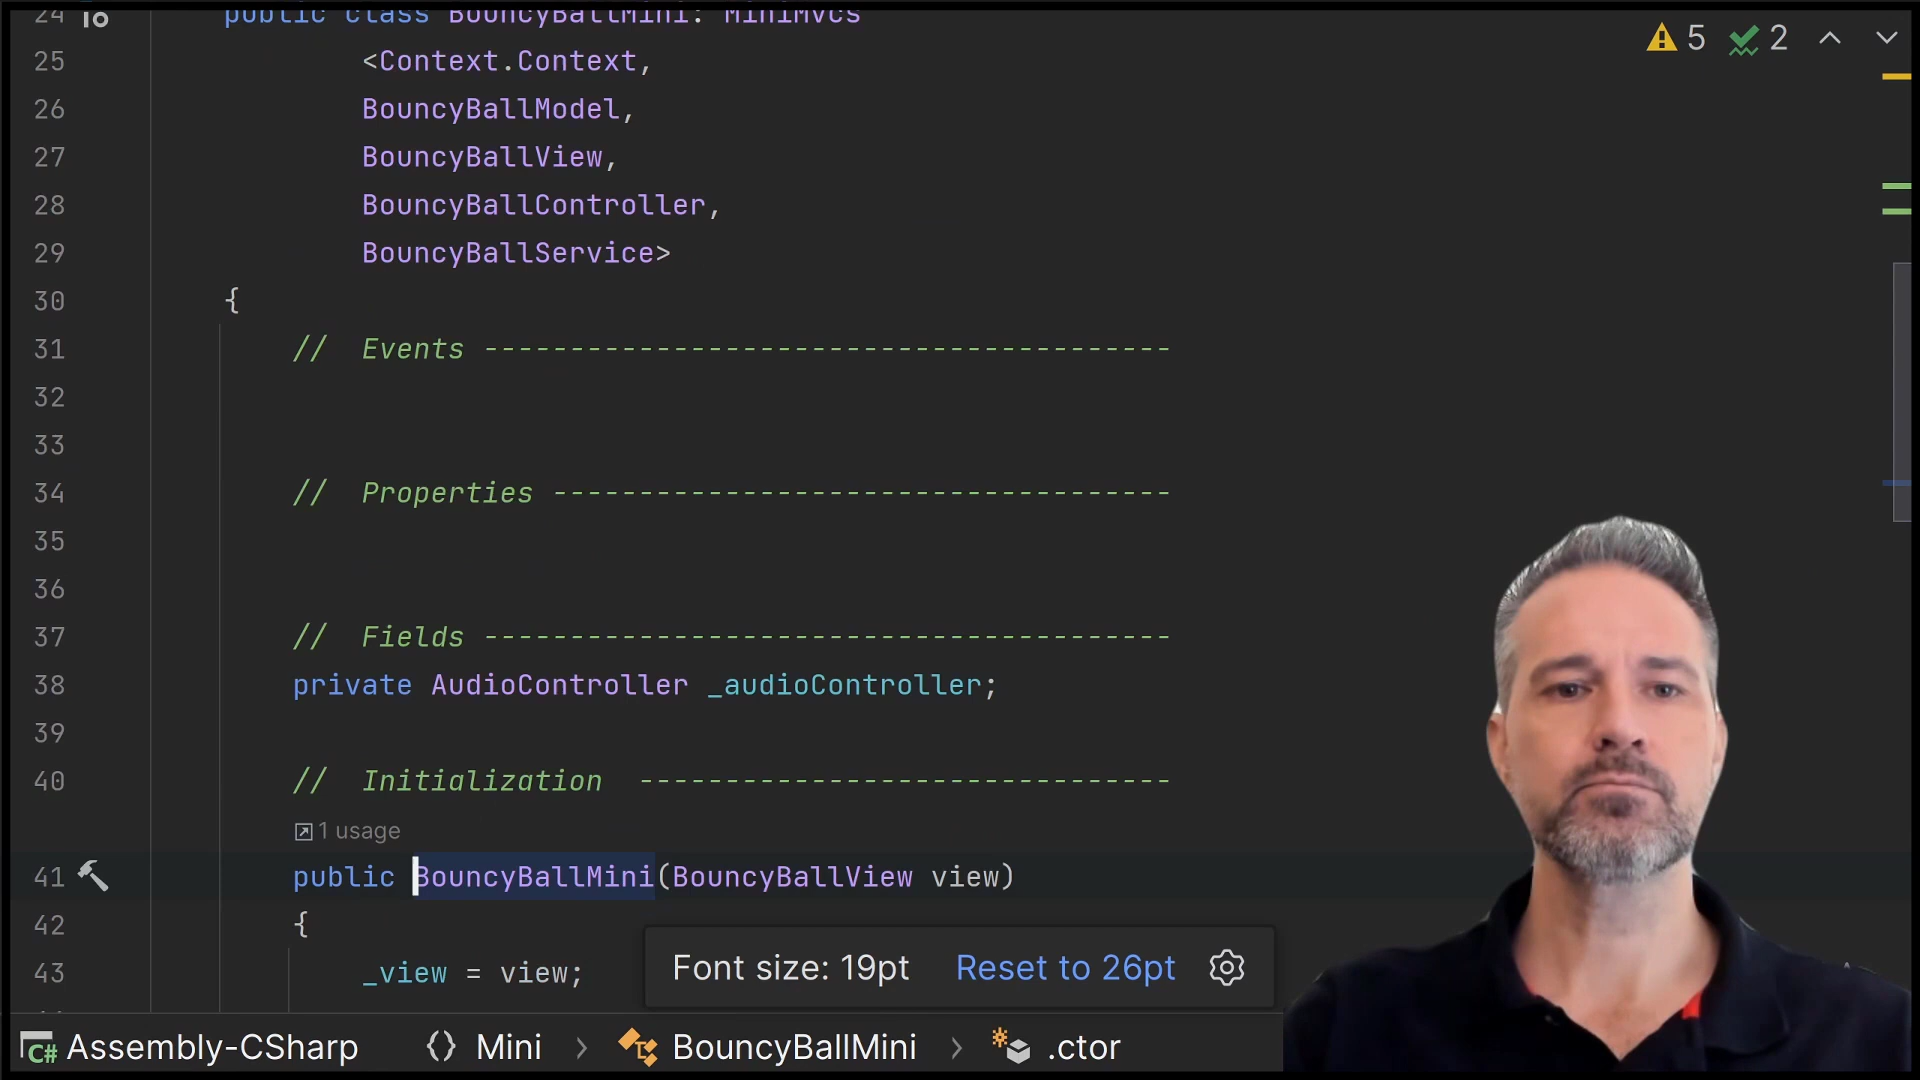 24 public class BouncyBallMini: MiniMvcs
25 <Context.Context,
26 BouncyBallModel,
27 BouncyBallView,
28 BouncyBallController,
29 BouncyBallService>
30 {
31 // Events ----------------------------------------
32
33
34 // Properties ------------------------------------
35
36
37 // Fields ----------------------------------------
38 private AudioController _audioController;
39
40 // Initialization -------------------------------
1 usage
41 public BouncyBallMini(BouncyBallView view)
42 {
43 _view = view;
5 2
Font size: 19pt Reset to 26pt
C# Assembly-CSharp {} Mini > BouncyBallMini > .ctor